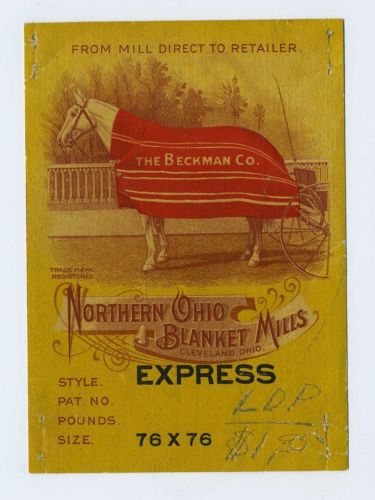 FROM MILL DIRECT TO RETAILER.
THE BECKMAN CO.
TRADE MARK,
REGISTERED
NORTHERN OHIO
BLANKET MILLS
CLEVELAND, OHIO.
STYLE. EXPRESS
PAT. NO.
POUNDS.
SIZE. 76 X 76
LDP